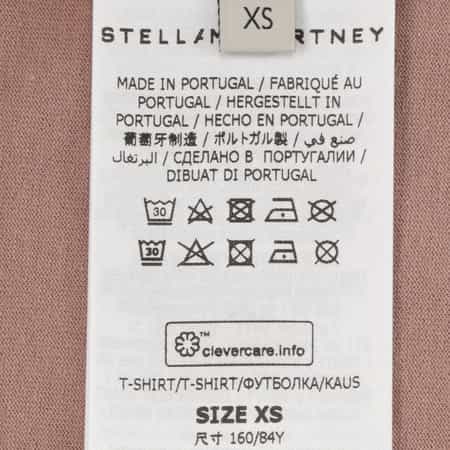 XS
STELLA M RTNEY
MADE IN PORTUGAL / FABRIQUÉ AU
PORTUGAL / HERGESTELLT IN
PORTUGAL / HECHO EN PORTUGAL /
葡萄牙制造 / ポルトガル製 / صنع في
البرتغال / СДЕЛАНО В ПОРТУГАЛИИ /
DIBUAT DI PORTUGAL
30
30
™
clevercare.info
T-SHIRT/T-SHIRT/ФУТБОЛКА/KAUS
SIZE XS
尺寸 160/84Y